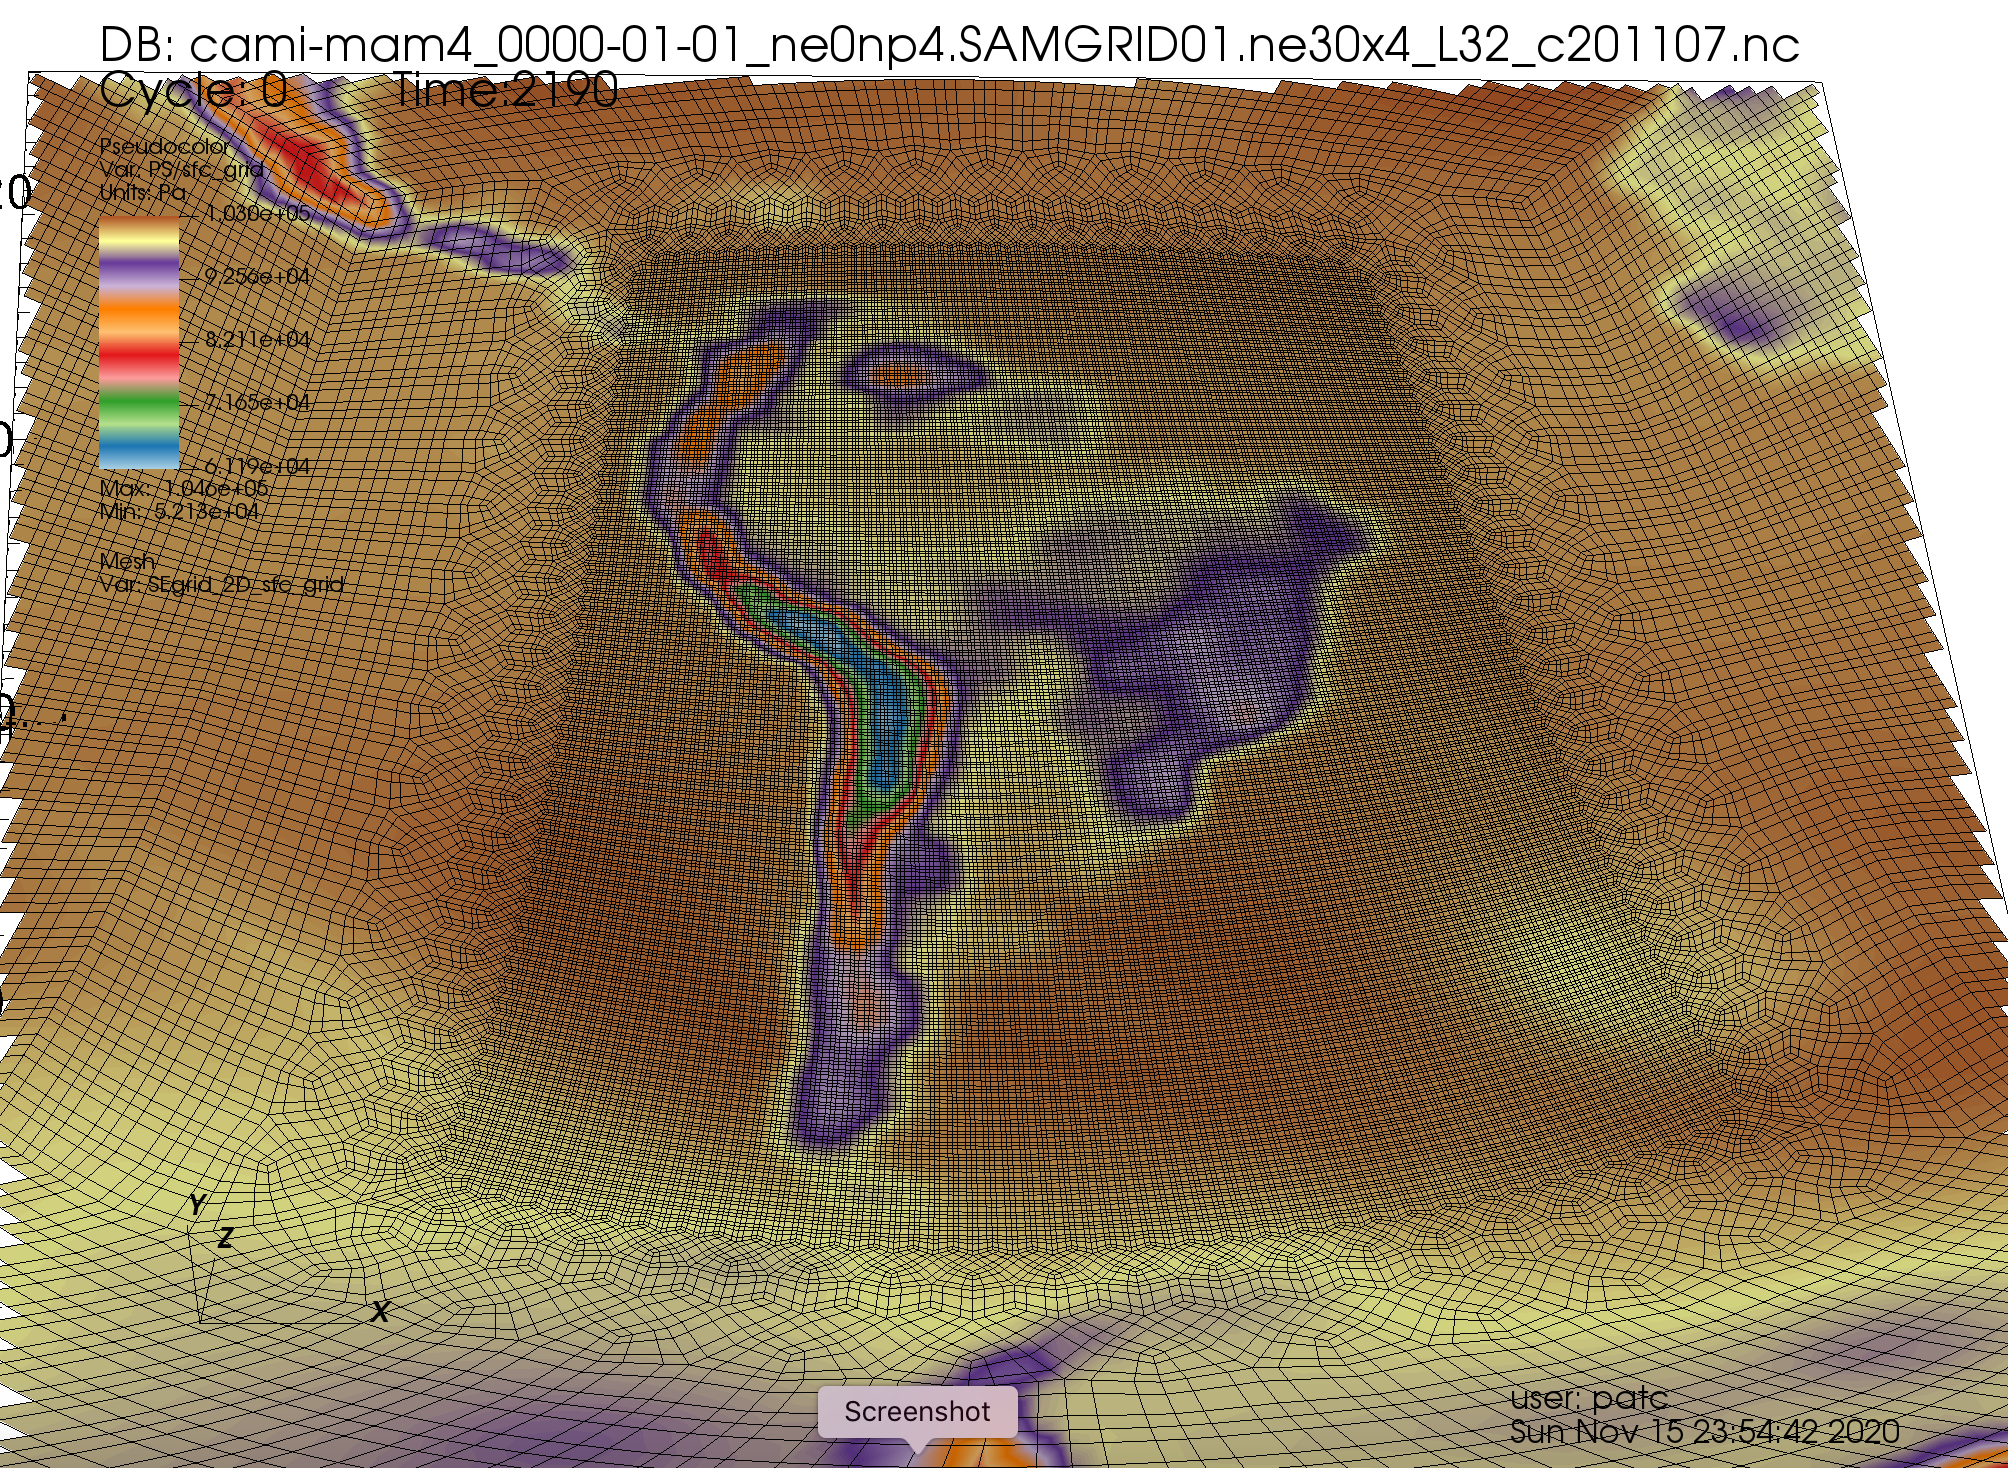 DB: cami-mam4_0000-01-01_ne0np4.SAMGRID01.ne30x4_L32_c201107.nc
Cycle: 0 Time:2190
Pseudocolor
Var: PS/sfc_grid
Units: Pa
1.030e+05
9.256e+04
8.211e+04
7.165e+04
6.119e+04
Max: 1.046e+05
Min: 5.213e+04
Mesh
Var: SEgrid_2D_sfc_grid
Y
Z
X
Screenshot
user: patc
Sun Nov 15 23:54:42 2020